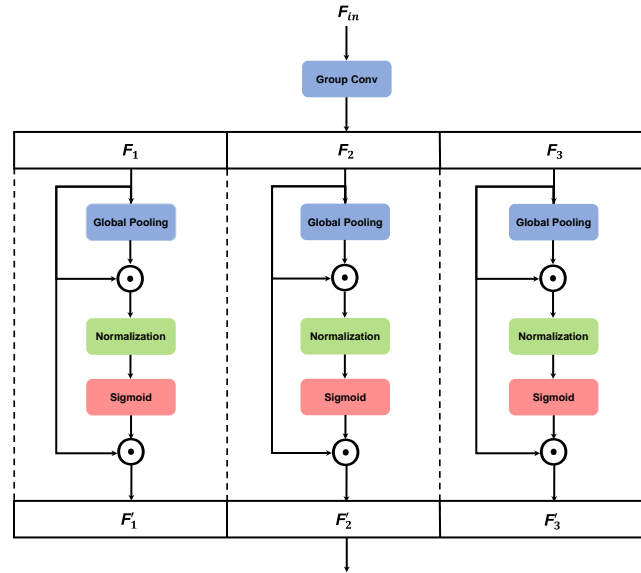 F_in
Group Conv
F_1 F_2 F_3
Global Pooling Global Pooling Global Pooling
Normalization Normalization Normalization
Sigmoid Sigmoid Sigmoid
F'_1 F'_2 F'_3